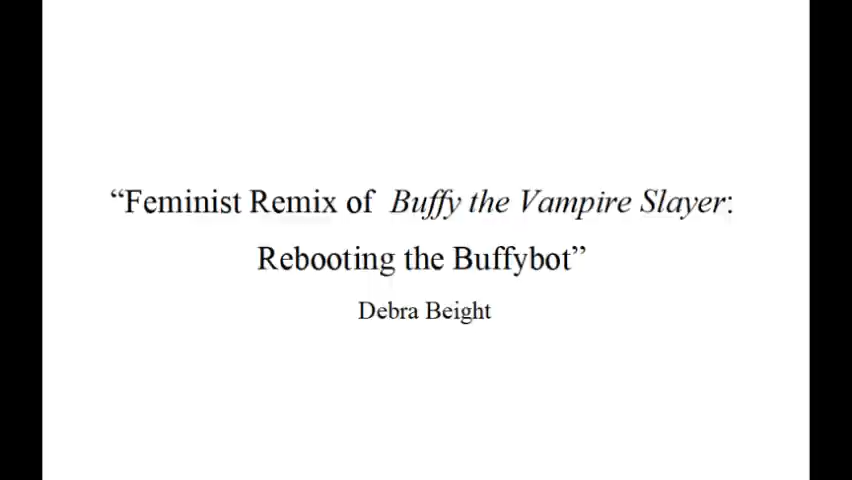 “Feminist Remix of Buffy the Vampire Slayer:
Rebooting the Buffybot”
Debra Beight